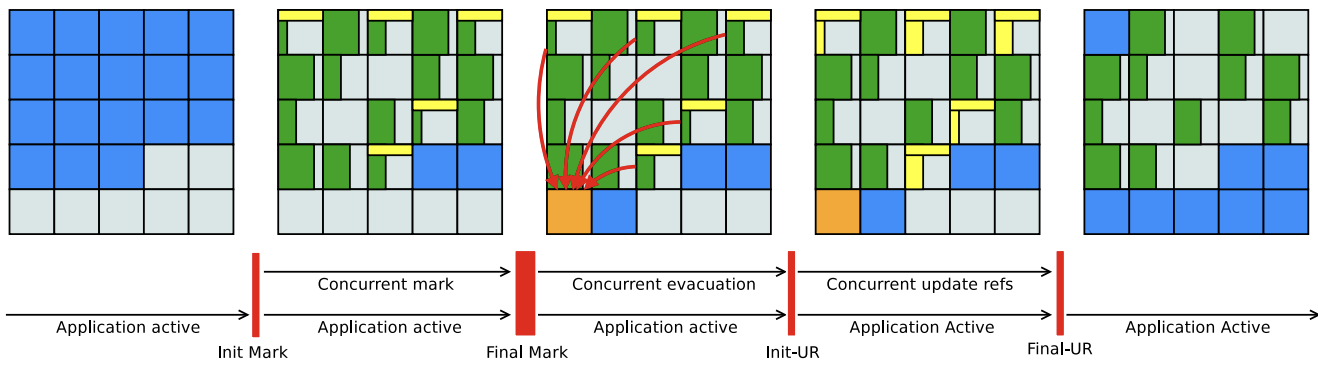 Concurrent mark
Concurrent evacuation
Concurrent update refs
Application active
Application active
Application active
Application Active
Application Active
Init Mark
Final Mark
Init-UR
Final-UR